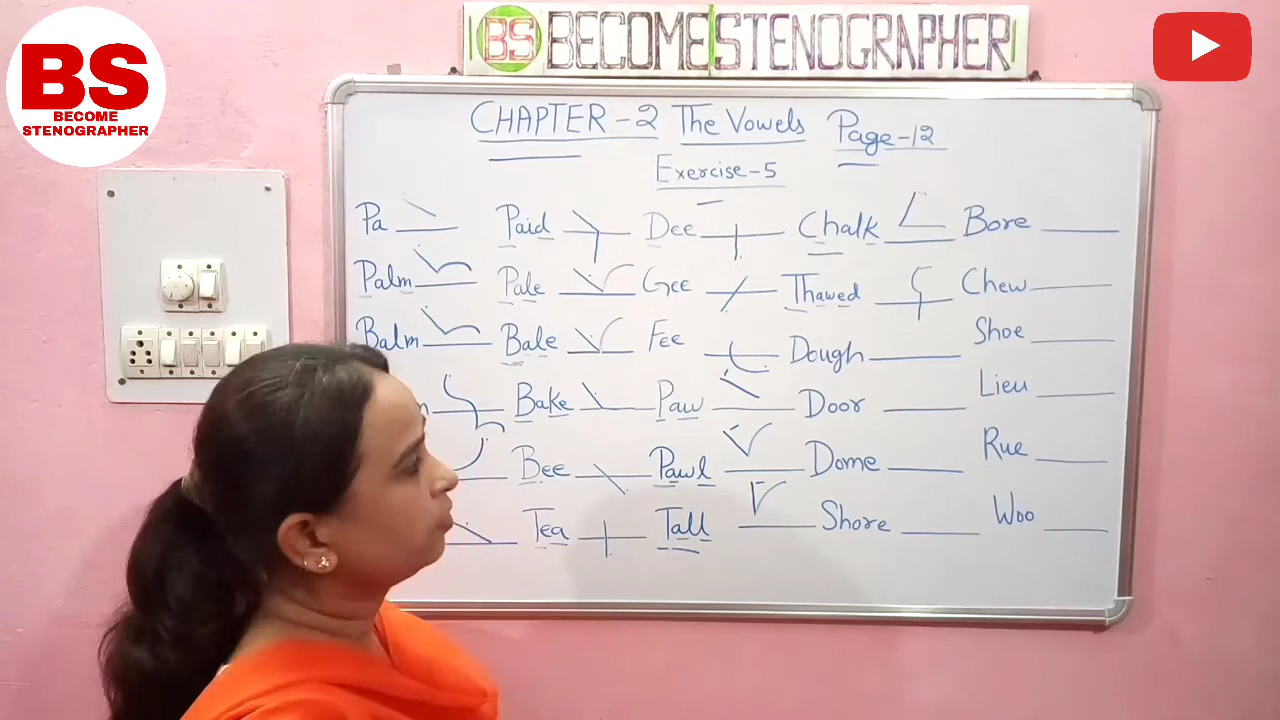 BS
BECOME
STENOGRAPHER
BS BECOME STENOGRAPHER
CHAPTER - 2 The Vowels Page-12
Exercise-5
Pa Paid Dee Chalk Bore
Palm Pale Gee Thawed Chew
Balm Bale Fee Dough Shoe
Bake Paw Door Lieu
Bee Pawl Dome Rue
Tea Tall Shore Woo